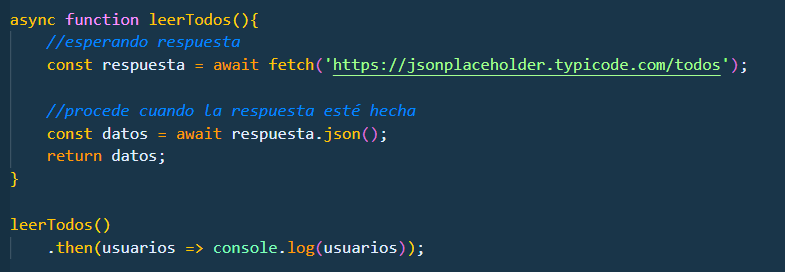 async function leerTodos(){
//esperando respuesta
const respuesta = await fetch('https://jsonplaceholder.typicode.com/todos');
//procede cuando la respuesta esté hecha
const datos = await respuesta.json();
return datos;
}
leerTodos()
.then(usuarios => console.log(usuarios));